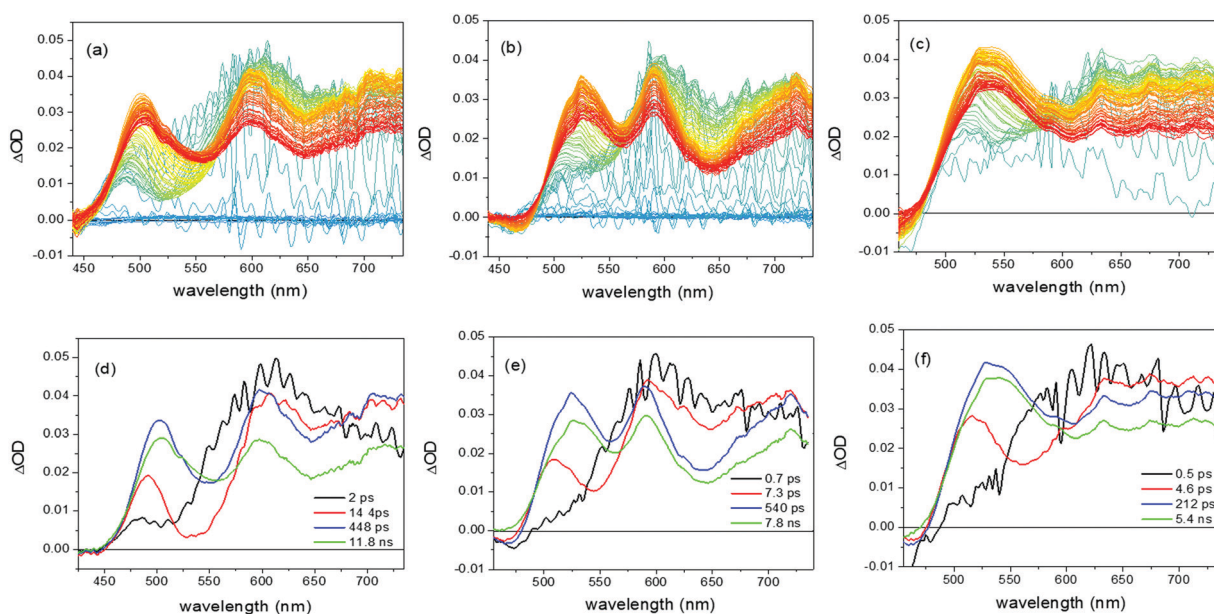 (a)
ΔOD
0.05
0.04
0.03
0.02
0.01
0.00
-0.01
450 500 550 600 650 700
wavelength (nm)
(b)
ΔOD
0.05
0.04
0.03
0.02
0.01
0.00
-0.01
450 500 550 600 650 700
wavelength (nm)
(c)
ΔOD
0.05
0.04
0.03
0.02
0.01
0.00
-0.01
500 550 600 650 700
wavelength (nm)
(d)
ΔOD
0.05
0.04
0.03
0.02
0.01
0.00
2 ps
14 4ps
448 ps
11.8 ns
450 500 550 600 650 700
wavelength (nm)
(e)
ΔOD
0.05
0.04
0.03
0.02
0.01
0.00
-0.01
0.7 ps
7.3 ps
540 ps
7.8 ns
500 550 600 650 700
wavelength (nm)
(f)
ΔOD
0.05
0.04
0.03
0.02
0.01
0.00
-0.01
0.5 ps
4.6 ps
212 ps
5.4 ns
500 550 600 650 700
wavelength (nm)